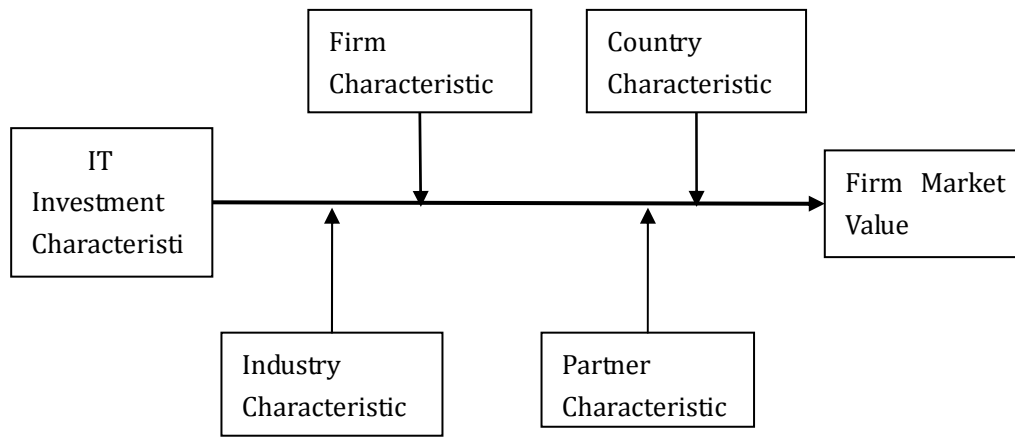 Firm
Characteristic
Country
Characteristic
IT
Investment
Characteristi
Firm Market
Value
Industry
Characteristic
Partner
Characteristic